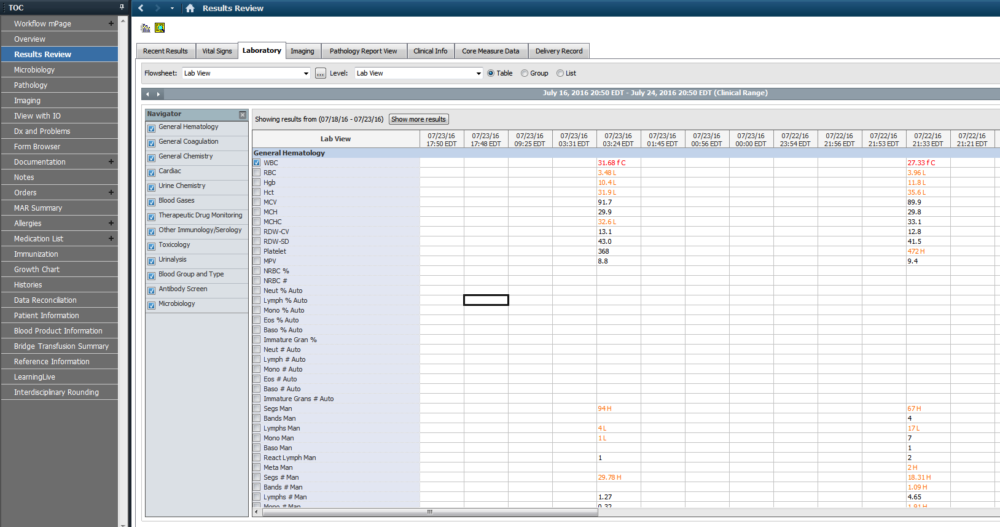 TOC
Workflow mPage +
Overview
Results Review
Microbiology
Pathology
Imaging
IView with IO
Dx and Problems
Form Browser
Documentation +
Notes
Orders +
MAR Summary
Allergies +
Medication List +
Immunization
Growth Chart
Histories
Data Reconciliation
Patient Information
Blood Product Information
Bridge Transfusion Summary
Reference Information
LearningLive
Interdisciplinary Rounding
Results Review
Recent Results Vital Signs Laboratory Imaging Pathology Report View Clinical Info Core Measure Data Delivery Record
Flowsheet: Lab View ... Level: Lab View Table Group List
July 16, 2016 20:50 EDT - July 24, 2016 20:50 EDT (Clinical Range)
Navigator
General Hematology
General Coagulation
General Chemistry
Cardiac
Urine Chemistry
Blood Gases
Therapeutic Drug Monitoring
Other Immunology/Serology
Toxicology
Urinalysis
Blood Group and Type
Antibody Screen
Microbiology
Showing results from (07/18/16 - 07/23/16) Show more results
Lab View
07/23/16 07/23/16 07/23/16 07/23/16 07/23/16 07/23/16 07/23/16 07/23/16 07/22/16 07/22/16 07/22/16 07/22/16 07/22/16
17:50 EDT 17:48 EDT 09:25 EDT 03:31 EDT 03:24 EDT 01:45 EDT 00:56 EDT 00:00 EDT 23:54 EDT 21:56 EDT 21:53 EDT 21:33 EDT 21:21 EDT
General Hematology
WBC 31.68 f C 27.33 f C
RBC 3.48 L 3.96 L
Hgb 10.4 L 11.8 L
Hct 31.9 L 35.6 L
MCV 91.7 89.9
MCH 29.9 29.8
MCHC 32.6 L 33.1
RDW-CV 13.1 12.8
RDW-SD 43.0 41.5
Platelet 368 472 H
MPV 8.8 9.4
NRBC %
NRBC #
Neut % Auto
Lymph % Auto
Mono % Auto
Eos % Auto
Baso % Auto
Immature Gran %
Neut # Auto
Lymph # Auto
Mono # Auto
Eos # Auto
Baso # Auto
Immature Grans # Auto
Segs Man 94 H 67 H
Bands Man 4
Lymphs Man 4 L 17 L
Mono Man 1 L 7
Baso Man 1
React Lymph Man 1 2
Meta Man 2 H
Segs # Man 29.78 H 18.31 H
Bands # Man 1.09 H
Lymphs # Man 1.27 4.65
Mono # Man 0.32 1.91 H